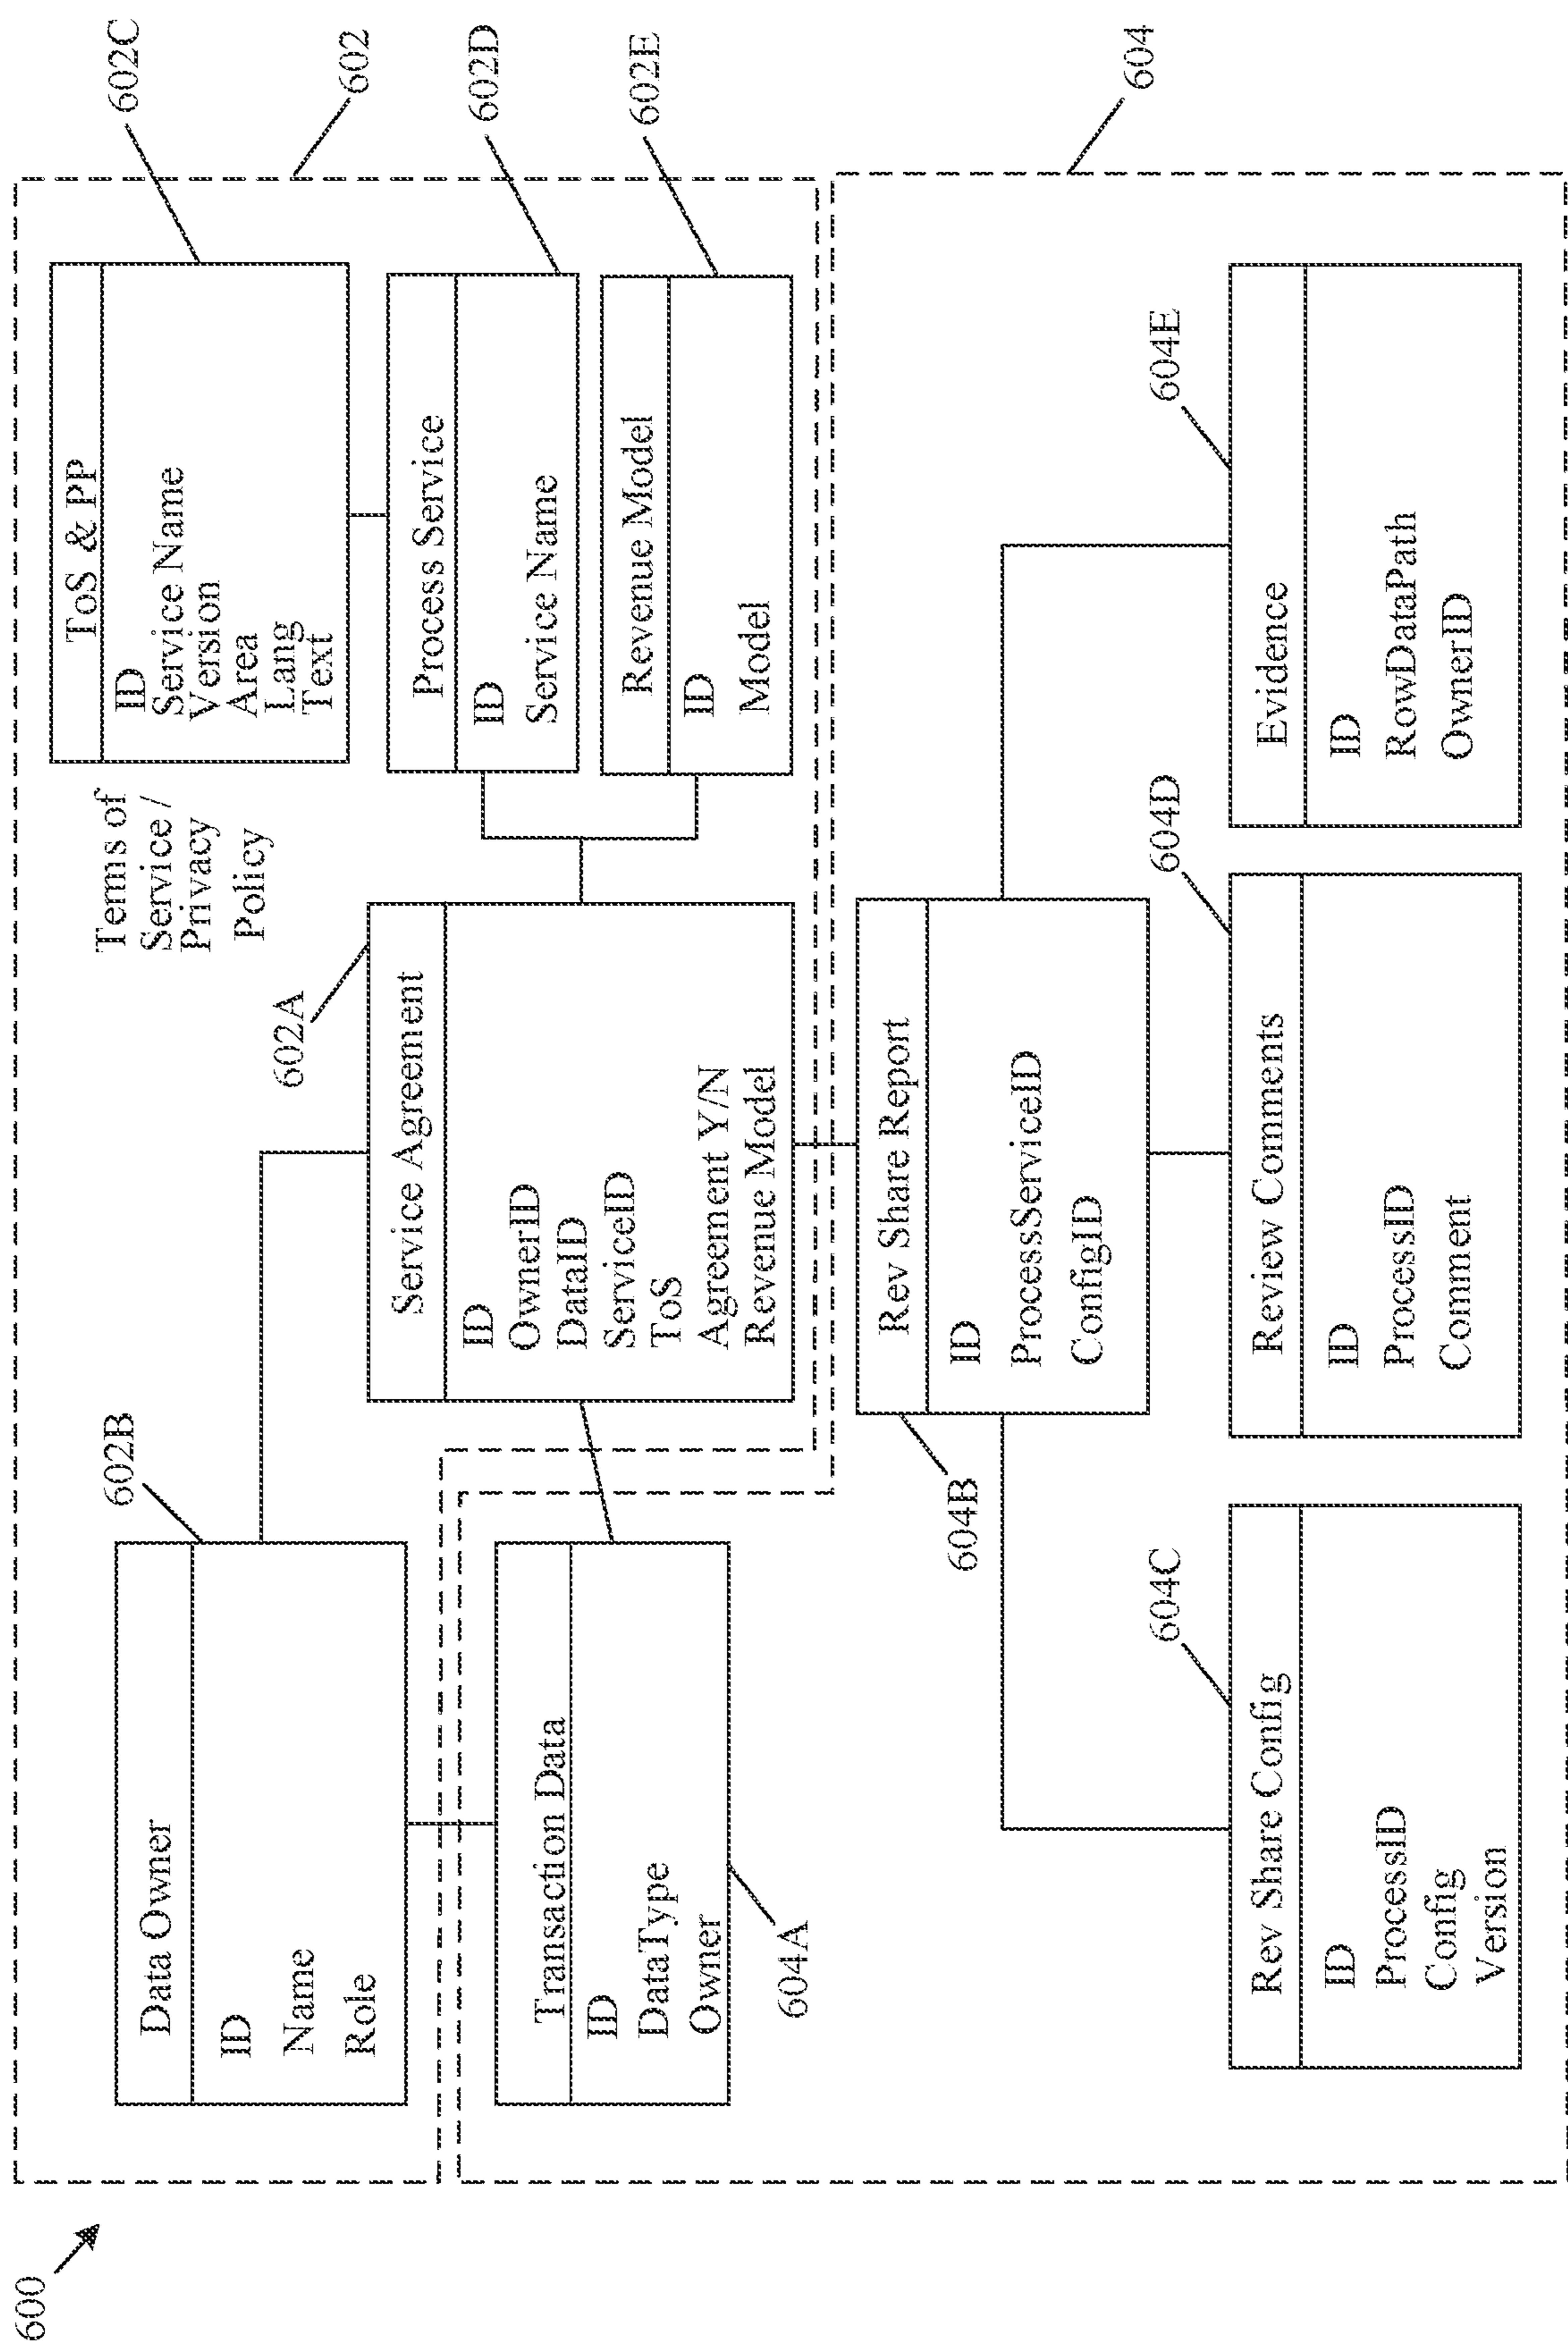 600
602
602B
Data Owner
ID
Name
Role
602A
Service Agreement
ID
OwnerID
DataID
ServiceID
ToS
Agreement Y/N
Revenue Model
Terms of
Service /
Privacy
Policy
602C
ToS & PP
ID
Service Name
Version
Area
Lang
Text
602D
Process Service
ID
Service Name
602E
Revenue Model
ID
Model
604
Transaction Data
ID
DataType
Owner
604A
604B
Rev Share Report
ID
ProcessServiceID
ConfigID
604C
Rev Share Config
ID
ProcessID
Config
Version
604D
Review Comments
ID
ProcessID
Comment
604E
Evidence
ID
RowDataPath
OwnerID